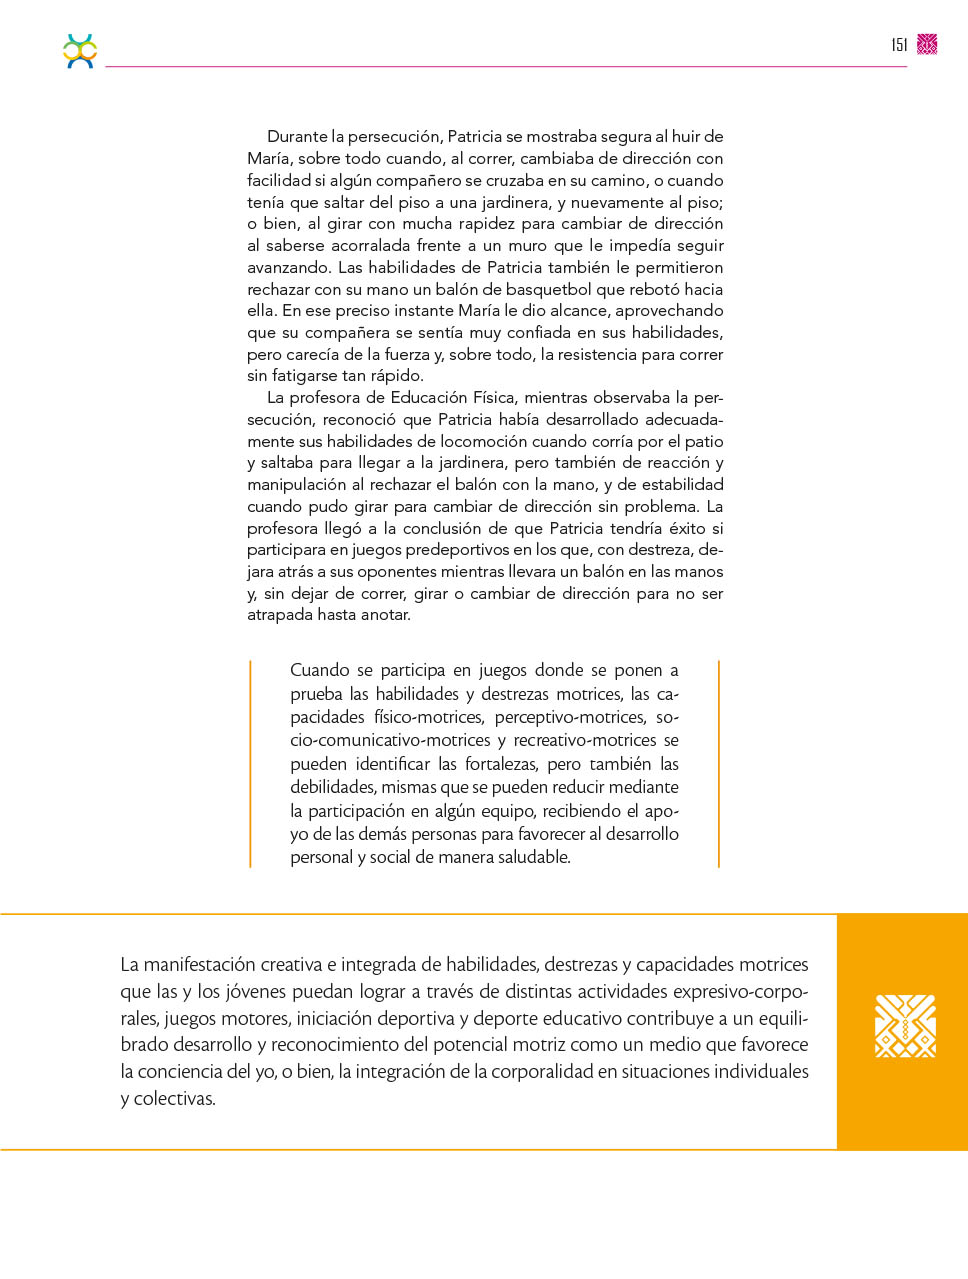 151
Durante la persecución, Patricia se mostraba segura al huir de
María, sobre todo cuando, al correr, cambiaba de dirección con
facilidad si algún compañero se cruzaba en su camino, o cuando
tenía que saltar del piso a una jardinera, y nuevamente al piso;
o bien, al girar con mucha rapidez para cambiar de dirección
al saberse acorralada frente a un muro que le impedía seguir
avanzando. Las habilidades de Patricia también le permitieron
rechazar con su mano un balón de basquetbol que rebotó hacia
ella. En ese preciso instante María le dio alcance, aprovechando
que su compañera se sentía muy confiada en sus habilidades,
pero carecía de la fuerza y, sobre todo, la resistencia para correr
sin fatigarse tan rápido.
La profesora de Educación Física, mientras observaba la per-
secución, reconoció que Patricia había desarrollado adecuada-
mente sus habilidades de locomoción cuando corría por el patio
y saltaba para llegar a la jardinera, pero también de reacción y
manipulación al rechazar el balón con la mano, y de estabilidad
cuando pudo girar para cambiar de dirección sin problema. La
profesora llegó a la conclusión de que Patricia tendría éxito si
participara en juegos predeportivos en los que, con destreza, de-
jara atrás a sus oponentes mientras llevara un balón en las manos
y, sin dejar de correr, girar o cambiar de dirección para no ser
atrapada hasta anotar.
Cuando se participa en juegos donde se ponen a
prueba las habilidades y destrezas motrices, las ca-
pacidades físico-motrices, perceptivo-motrices, so-
cio-comunicativo-motrices y recreativo-motrices se
pueden identificar las fortalezas, pero también las
debilidades, mismas que se pueden reducir mediante
la participación en algún equipo, recibiendo el apo-
yo de las demás personas para favorecer al desarrollo
personal y social de manera saludable.
La manifestación creativa e integrada de habilidades, destrezas y capacidades motrices
que las y los jóvenes puedan lograr a través de distintas actividades expresivo-corpo-
rales, juegos motores, iniciación deportiva y deporte educativo contribuye a un equili-
brado desarrollo y reconocimiento del potencial motriz como un medio que favorece
la conciencia del yo, o bien, la integración de la corporalidad en situaciones individuales
y colectivas.